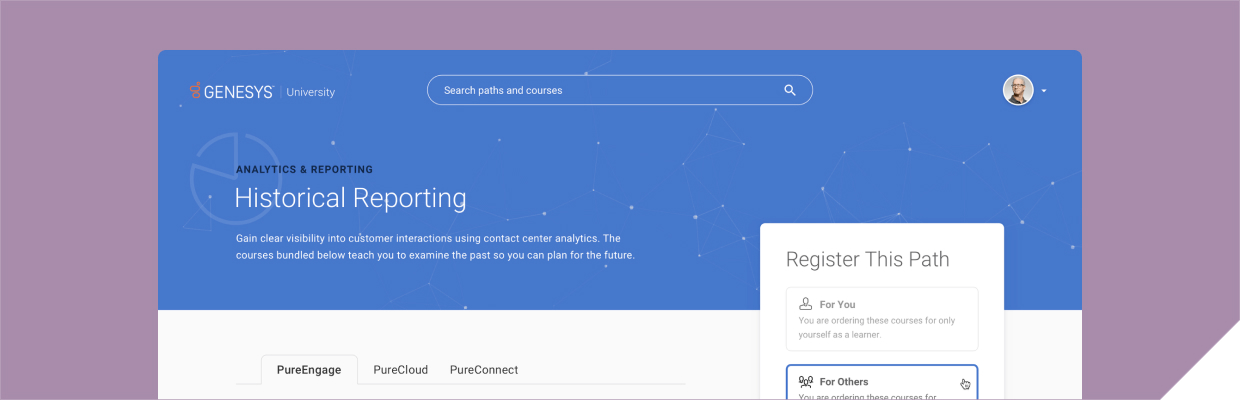 GENESYS™ University
Search paths and courses
ANALYTICS & REPORTING
Historical Reporting
Gain clear visibility into customer interactions using contact center analytics. The
courses bundled below teach you to examine the past so you can plan for the future.
Register This Path
For You
You are ordering these courses for only
yourself as a learner.
For Others
You are ordering these courses for
PureEngage PureCloud PureConnect